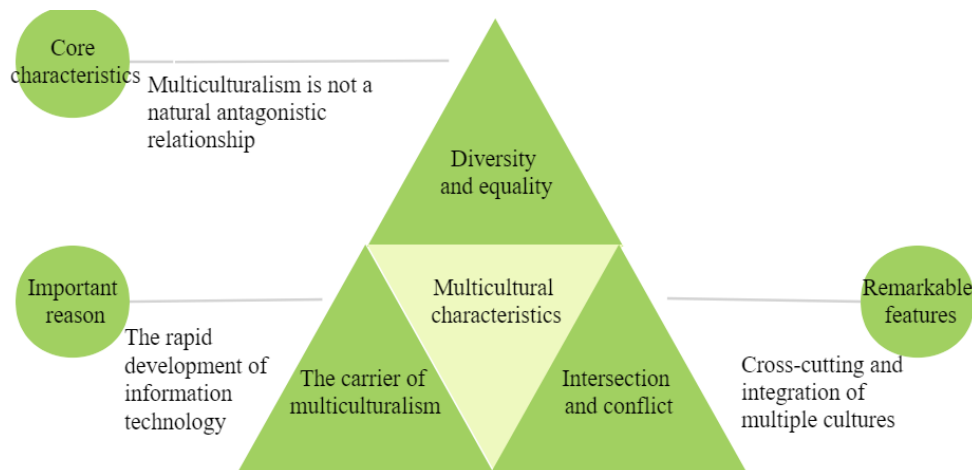 Core
characteristics
Multiculturalism is not a
natural antagonistic
relationship
Diversity
and equality
Important
reason
The rapid
development of
information
technology
Multicultural
characteristics
The carrier of
multiculturalism
Intersection
and conflict
Remarkable
features
Cross-cutting and
integration of
multiple cultures